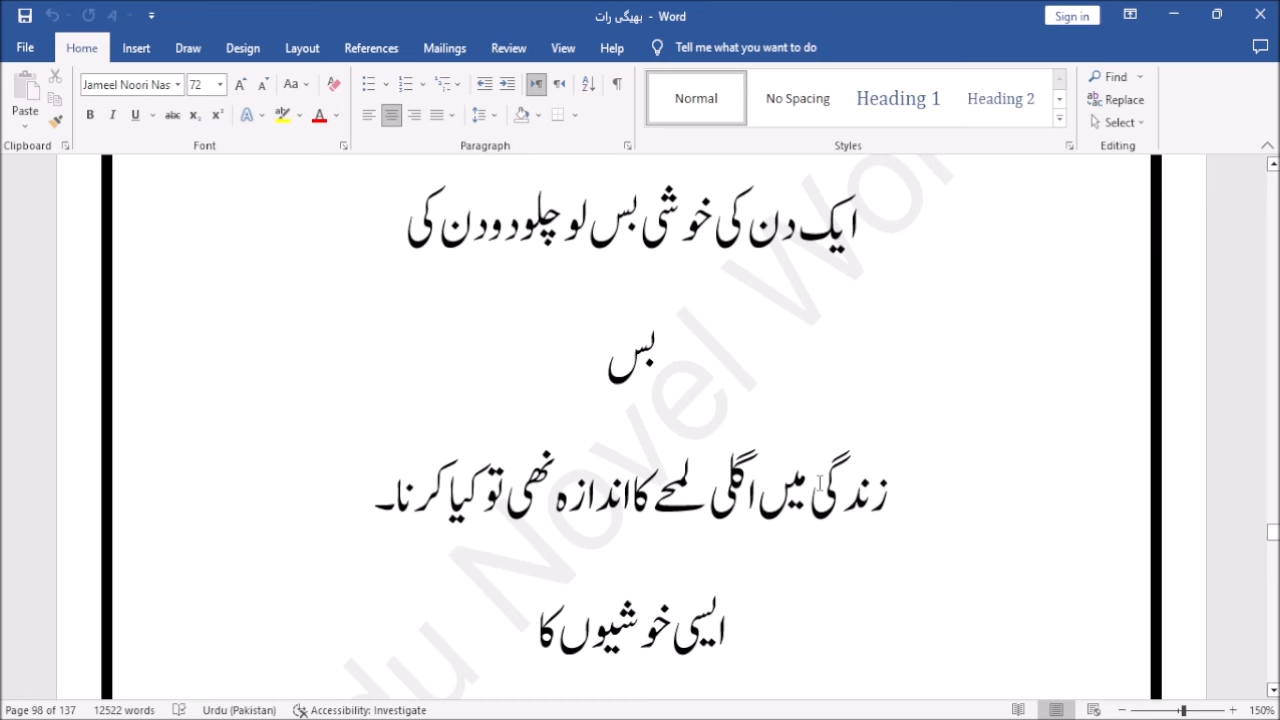 بھیگی رات - Word
Sign in
File Home Insert Draw Design Layout References Mailings Review View Help Tell me what you want to do
Paste
Clipboard
Jameel Noori Nas 72
Font
Paragraph
Normal
No Spacing
Heading 1
Heading 2
Styles
Find
Replace
Select
Editing
ایک دن کی خوشی بس لو چلو دو دن کی
بس
زندگی میں اگلی لمحے کا اندازہ نھی تو کیا کرنا۔
ایسی خوشیوں کا
Urdu Novel Wor
Page 98 of 137 12522 words Urdu (Pakistan) Accessibility: Investigate 150%